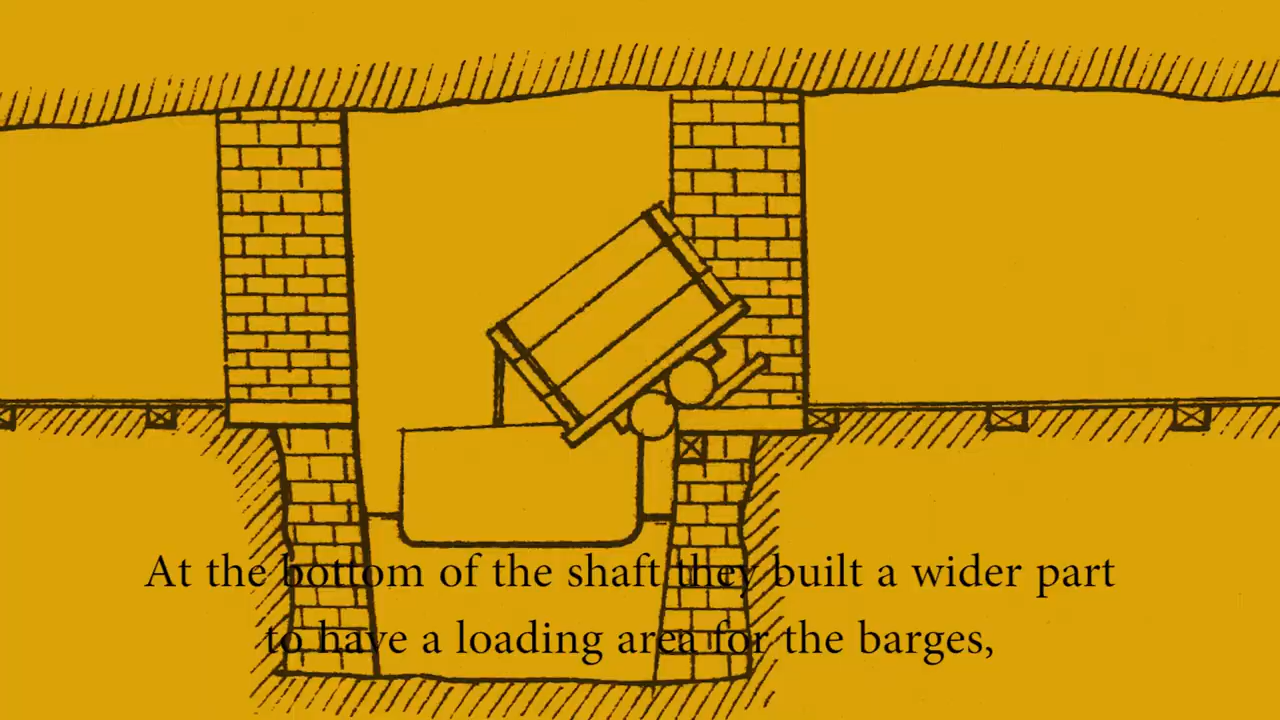 At the bottom of the shaft they built a wider part
to have a loading area for the barges,